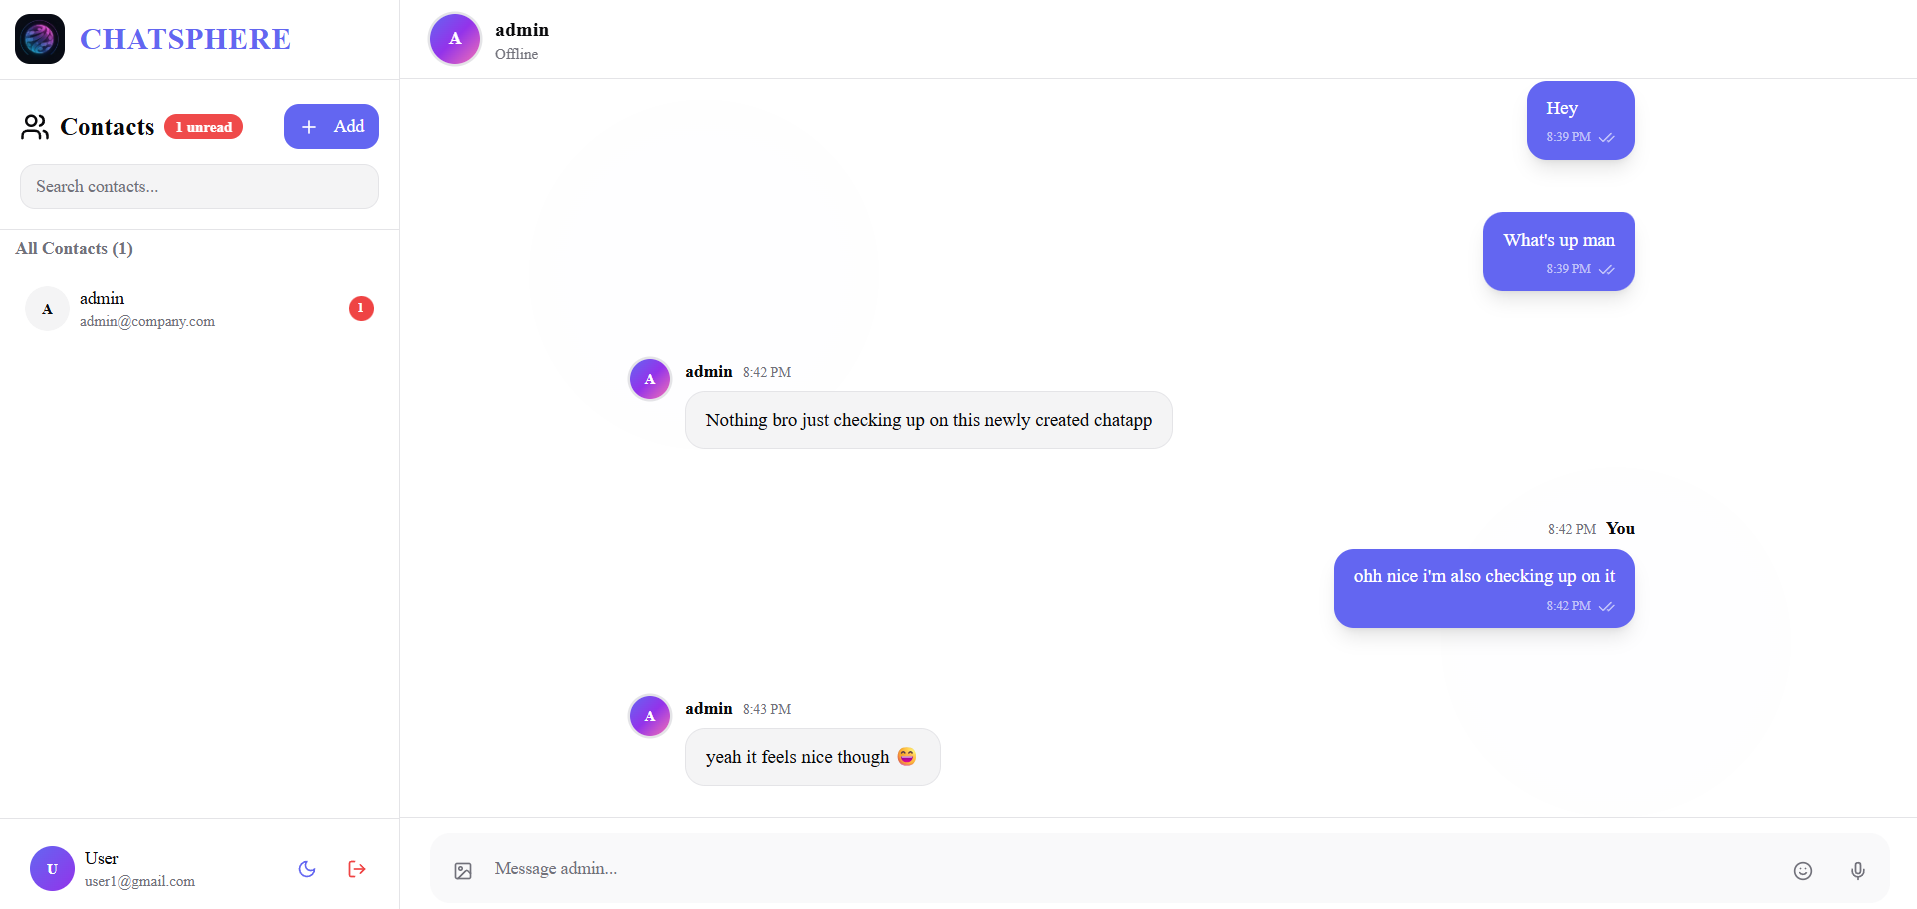 CHATSPHERE
Contacts 1 unread
+ Add
Search contacts...
All Contacts (1)
A
admin
admin@company.com
1
U
User
user1@gmail.com
A
admin
Offline
Hey
8:39 PM
What's up man
8:39 PM
A
admin 8:42 PM
Nothing bro just checking up on this newly created chatapp
8:42 PM You
ohh nice i'm also checking up on it
8:42 PM
A
admin 8:43 PM
yeah it feels nice though 😄
Message admin...